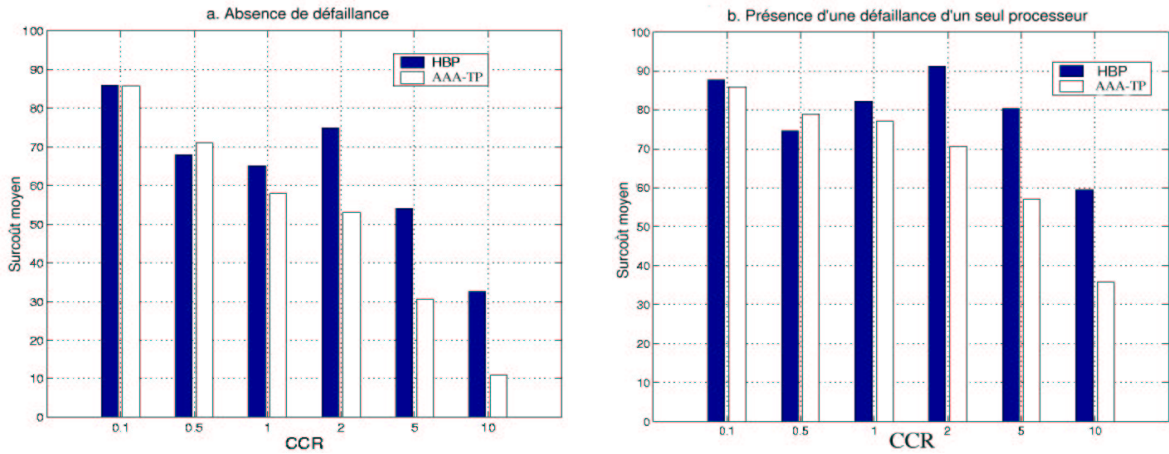 a. Absence de défaillance
100
90
80
70
60
50
40
30
20
10
0
Surcoût moyen
HBP
AAA-TP
0.1 0.5 1 2 5 10
CCR
b. Présence d'une défaillance d'un seul processeur
100
90
80
70
60
50
40
30
20
10
0
Surcoût moyen
HBP
AAA-TP
0.1 0.5 1 2 5 10
CCR